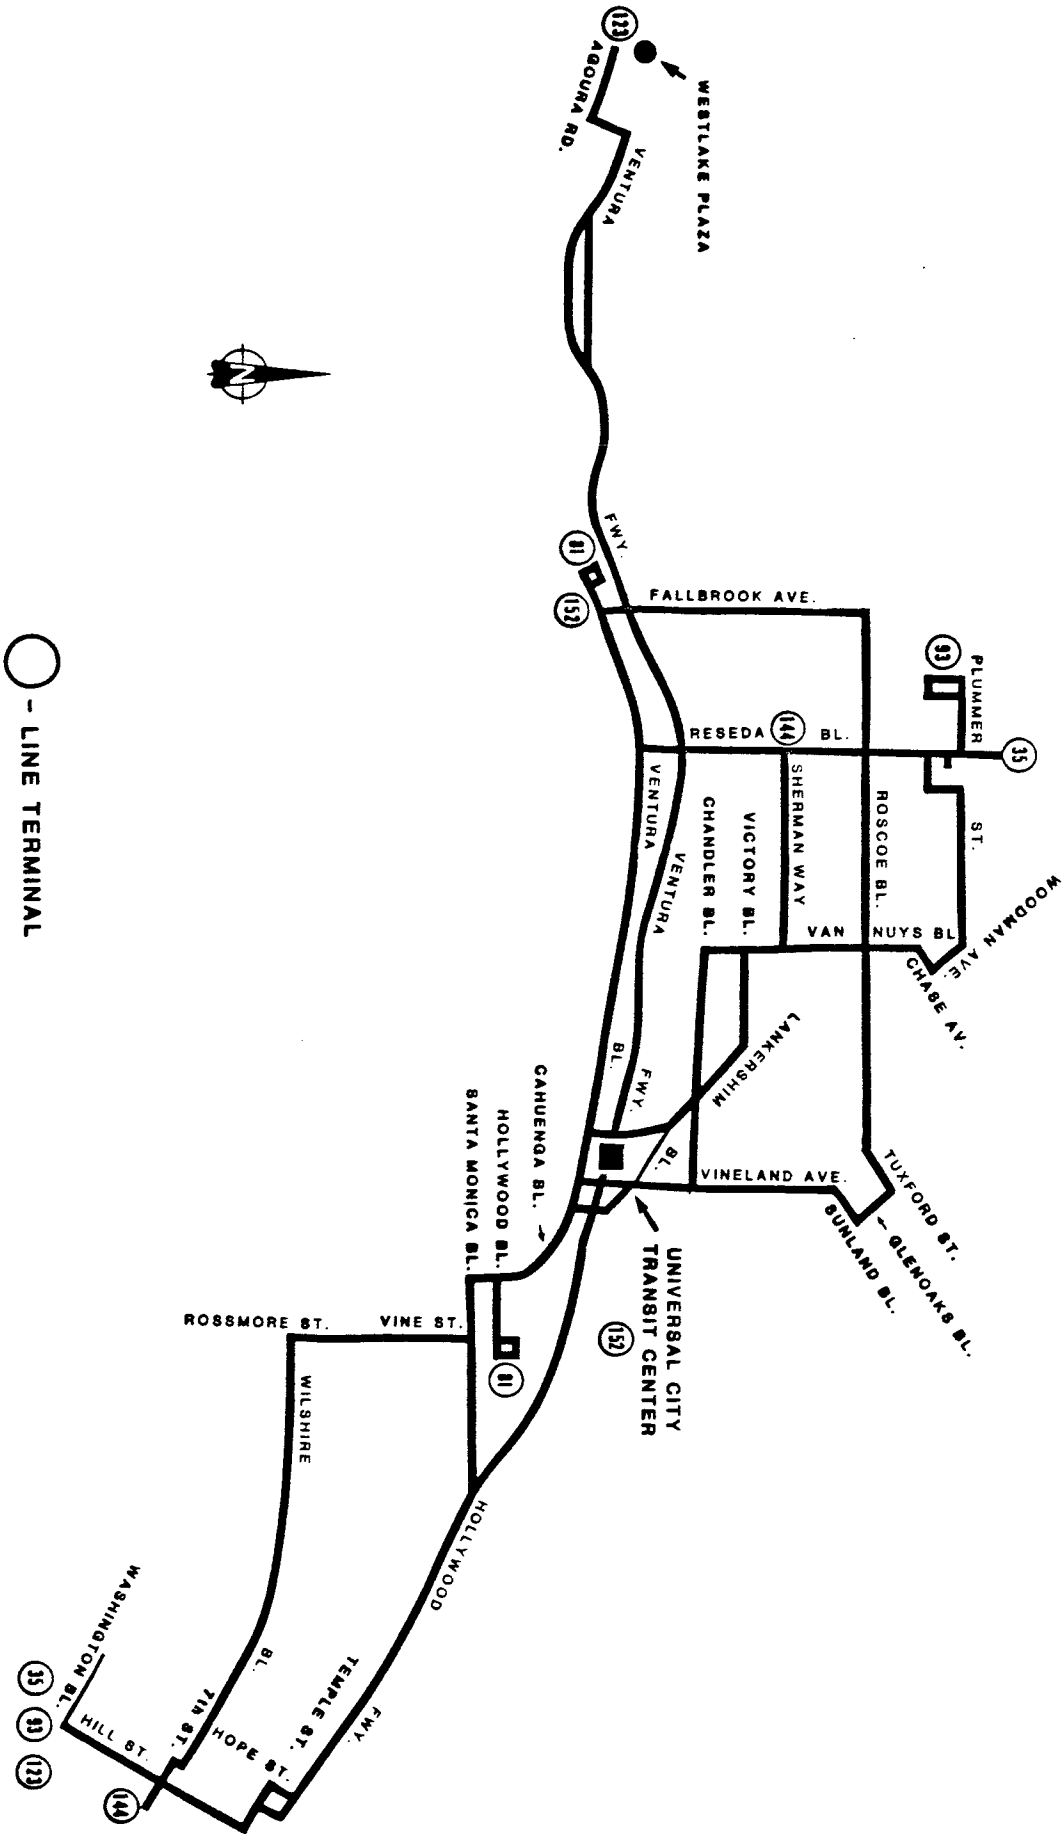 123
WESTLAKE PLAZA
AGOURA RD.
VENTURA
FWY.
81
152
FALLBROOK AVE.
93
PLUMMER
ST.
35
RESEDA
144
BL.
SHERMAN WAY
ROSCOE BL.
VICTORY BL.
CHANDLER BL.
VENTURA
BL.
VENTURA
FWY.
VAN NUYS BL
WOODMAN AVE.
CHASE AV.
LANKERSHIM
BL.
VINELAND AVE.
TUXFORD ST.
GLENOAKS BL.
SUNLAND BL.
UNIVERSAL CITY
TRANSIT CENTER
152
CAHUENGA BL.
HOLLYWOOD BL.
SANTA MONICA BL.
81
VINE ST.
ROSSMORE ST.
WILSHIRE
BL.
HOLLYWOOD
FWY.
TEMPLE ST.
HOPE ST.
7TH ST.
HILL ST.
WASHINGTON BL.
35
93
123
144
N
- LINE TERMINAL